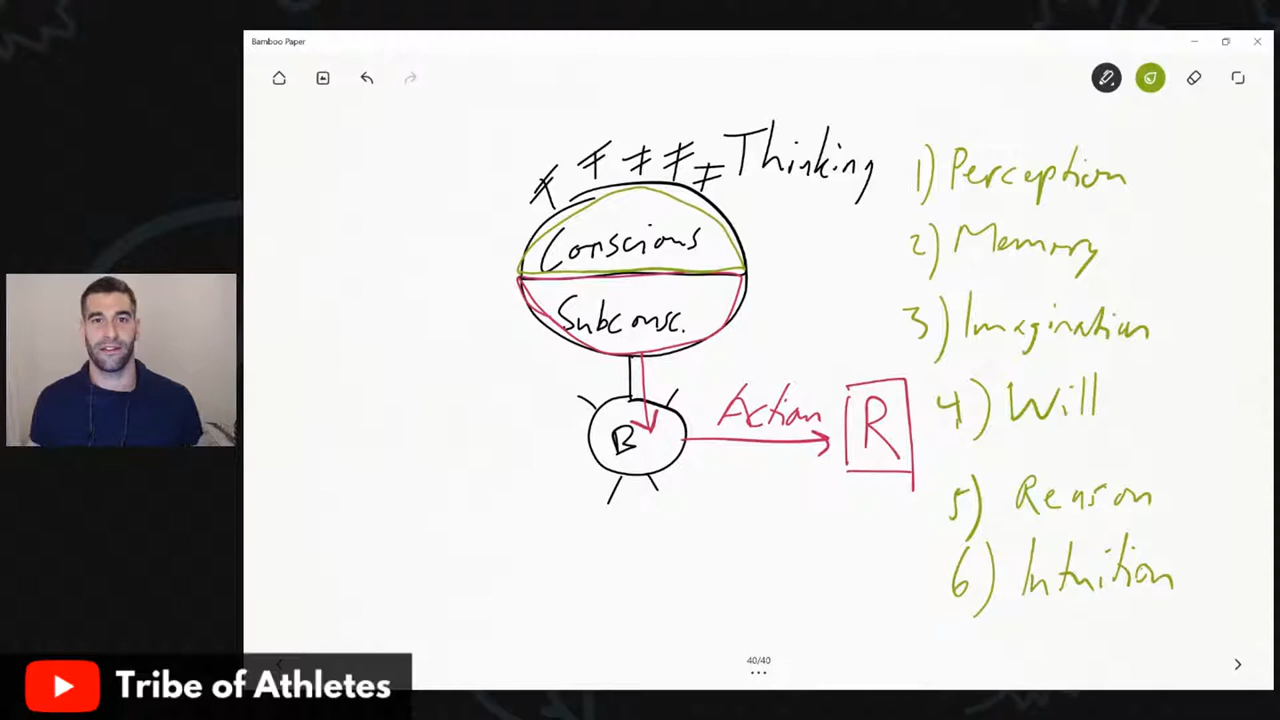 Bamboo Paper
Thinking
Conscious
Subconsc.
B
Action
R
1) Perception
2) Memory
3) Imagination
4) Will
5) Reason
6) Intuition
40/40
Tribe of Athletes